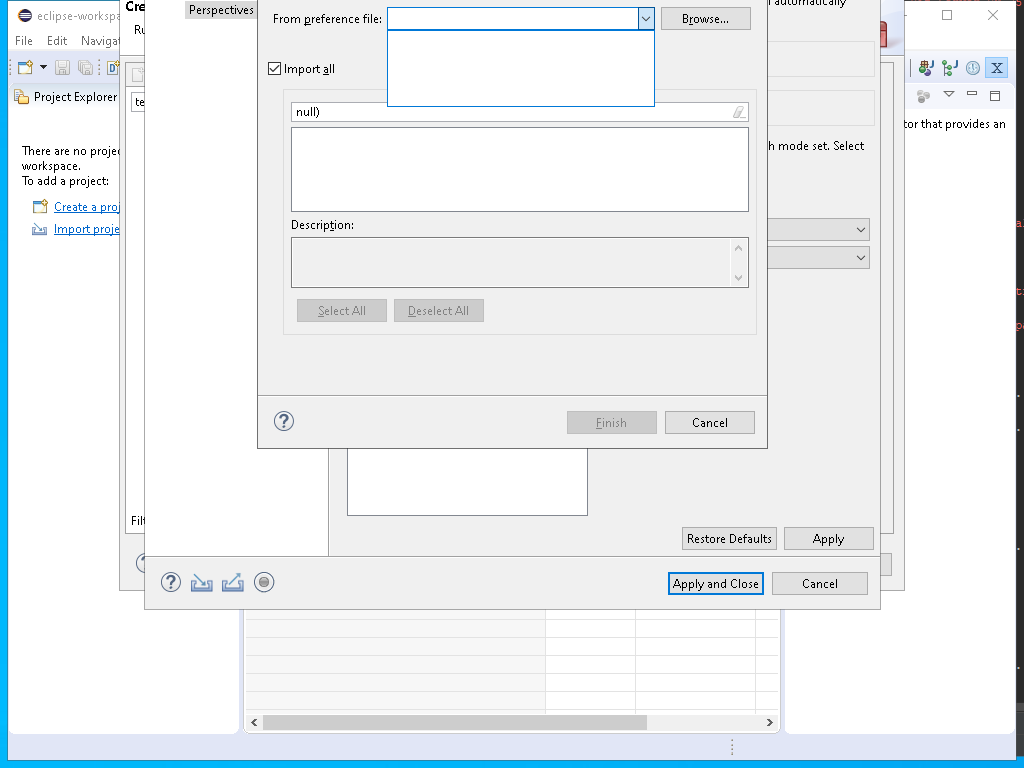 eclipse-workspa
Cre
Perspectives
From preference file:
Browse...
automatically
File
Edit
Navigat
Ru
Import all
Project Explorer
te
null)
tor that provides an
There are no projec
workspace.
To add a project:
h mode set. Select
Create a proj
Import proje
Description:
Select All
Deselect All
Finish
Cancel
Filt
Restore Defaults
Apply
Apply and Close
Cancel